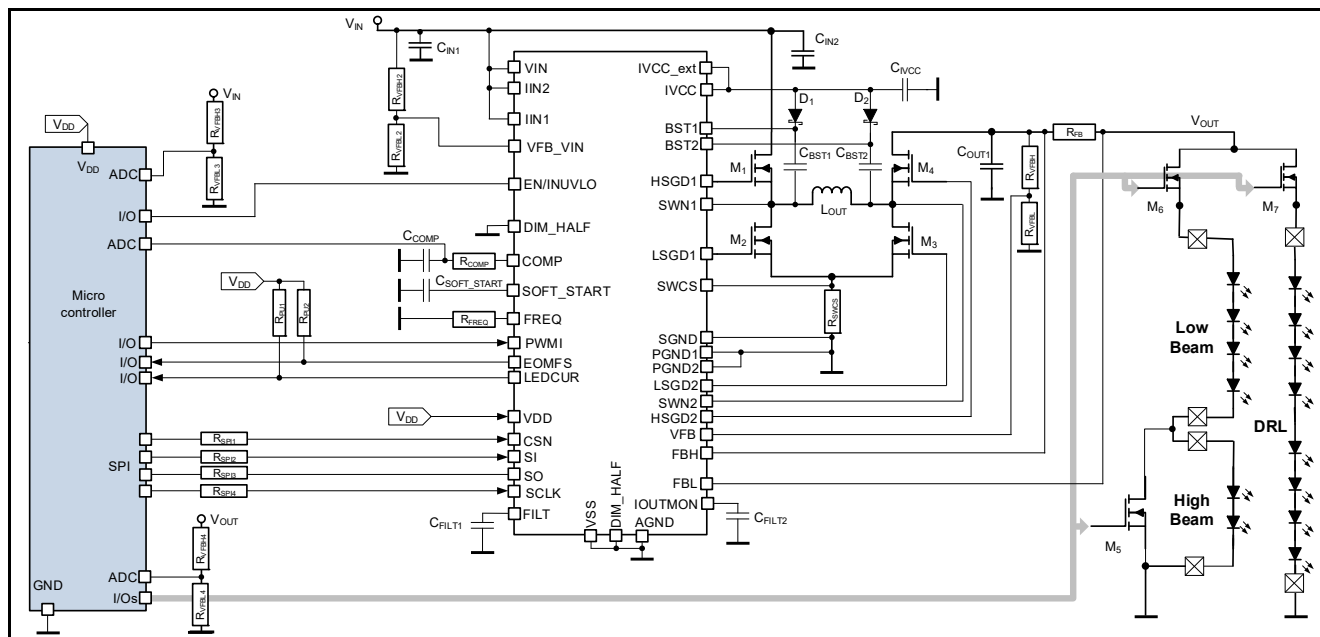 VIN
CIN1
CIN2
VIN
RVFBH3
RVFBL3
RVFBH2
RVFBL2
VDD
VDD
ADC
I/O
ADC
Micro
controller
I/O
I/O
I/O
SPI
ADC
I/Os
GND
VDD
RPU1
RPU2
CCOMP
RCOMP
CSOFT_START
RFREQ
VDD
RSPI1
RSPI2
RSPI3
RSPI4
CFILT1
VOUT
RVFBH4
RVFBL4
VIN
IIN2
IIN1
VFB_VIN
EN/INUVLO
DIM_HALF
COMP
SOFT_START
FREQ
PWMI
EOMFS
LEDCUR
VDD
CSN
SI
SO
SCLK
FILT
VSS
DIM_HALF
AGND
IVCC_ext
IVCC
BST1
BST2
HSGD1
SWN1
LSGD1
SWCS
SGND
PGND1
PGND2
LSGD2
SWN2
HSGD2
VFB
FBH
FBL
IOUTMON
CFILT2
CIVCC
D1
D2
CBST1
CBST2
M1
M4
LOUT
M2
M3
RSWCS
COUT1
RVFBH
RVFBL
RFB
VOUT
M6
M7
Low
Beam
DRL
High
Beam
M5